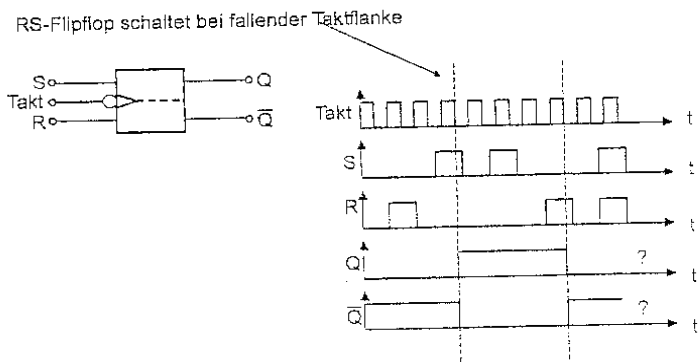 RS-Flipflop schaltet bei fallender Taktflanke
S
Q
Takt
R
Q̅
Takt
t
S
t
R
t
Q
?
t
Q̅
?
t